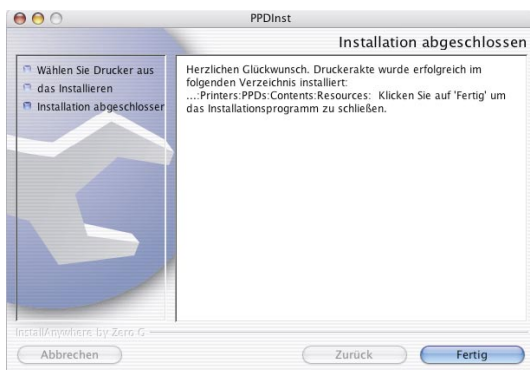 PPDInst
Installation abgeschlossen
Wählen Sie Drucker aus
das Installieren
Installation abgeschlossen
Herzlichen Glückwunsch. Druckerakte wurde erfolgreich im
folgenden Verzeichnis installiert:
...:Printers:PPDs:Contents:Resources: Klicken Sie auf 'Fertig' um
das Installationsprogramm zu schließen.
InstallAnywhere by Zero G
Abbrechen
Zurück
Fertig